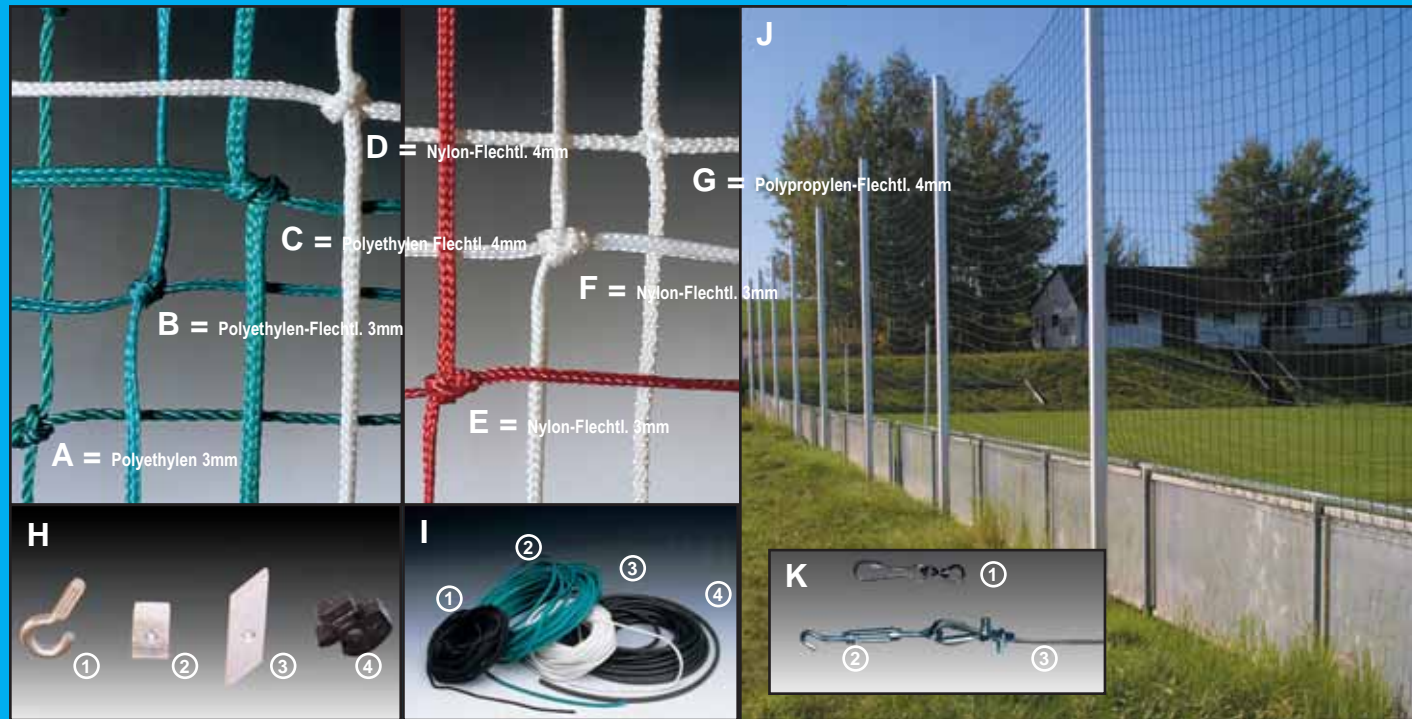 J
D = Nylon-Flechtl. 4mm
G = Polypropylen-Flechtl. 4mm
C = Polyethylen Flechtl. 4mm
F = Nylon-Flechtl. 3mm
B = Polyethylen-Flechtl. 3mm
E = Nylon-Flechtl. 3mm
A = Polyethylen 3mm
H
1
2
3
4
I
1
2
3
4
K
1
2
3